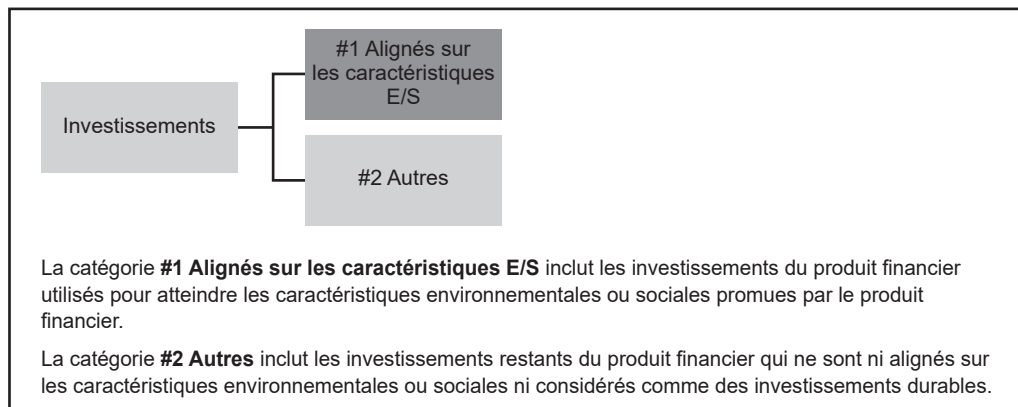 #1 Alignés sur
les caractéristiques
E/S
Investissements
#2 Autres
La catégorie #1 Alignés sur les caractéristiques E/S inclut les investissements du produit financier
utilisés pour atteindre les caractéristiques environnementales ou sociales promues par le produit
financier.
La catégorie #2 Autres inclut les investissements restants du produit financier qui ne sont ni alignés sur
les caractéristiques environnementales ou sociales ni considérés comme des investissements durables.